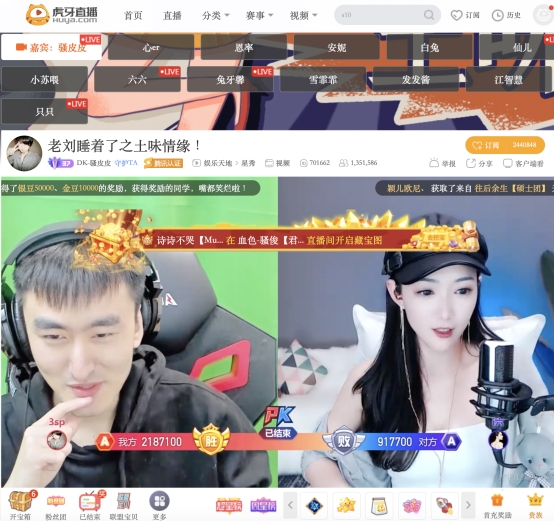 虎牙直播
Huya.com
首页
直播
分类
赛事
视频
s10
订阅
历史
嘉宾：骚皮皮
LIVE
心er
恩率
安妮
白兔
仙儿
LIVE
小苏喂
六六
LIVE
兔牙馨
LIVE
雪霏霏
发发酱
江智慧
只只
LIVE
老刘睡着了之土味情缘！
订阅
2440848
DK-骚皮皮
守护TA
腾讯认证
娱乐天地 > 星秀
视频
701662
1,351,586
举报
分享
客户端看
得了银豆50000、金豆10000的奖励，获得奖励的同学，嘴都笑烂啦！
颖儿欧尼、 获取了来自 往后余生【硕士团】
诗诗不哭【Mu... 在 血色-骚俊【君... 直播间开启藏宝图
3sp
PK
已结束
A
我方
2187100
胜
败
917700
对方
A
6
开宝箱
粉丝团
已结束
联盟宝贝
更多
首充奖励
贵族